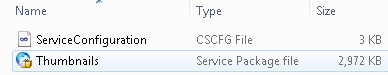 Name Type Size
ServiceConfiguration CSCFG File 3 KB
Thumbnails Service Package file 2,972 KB